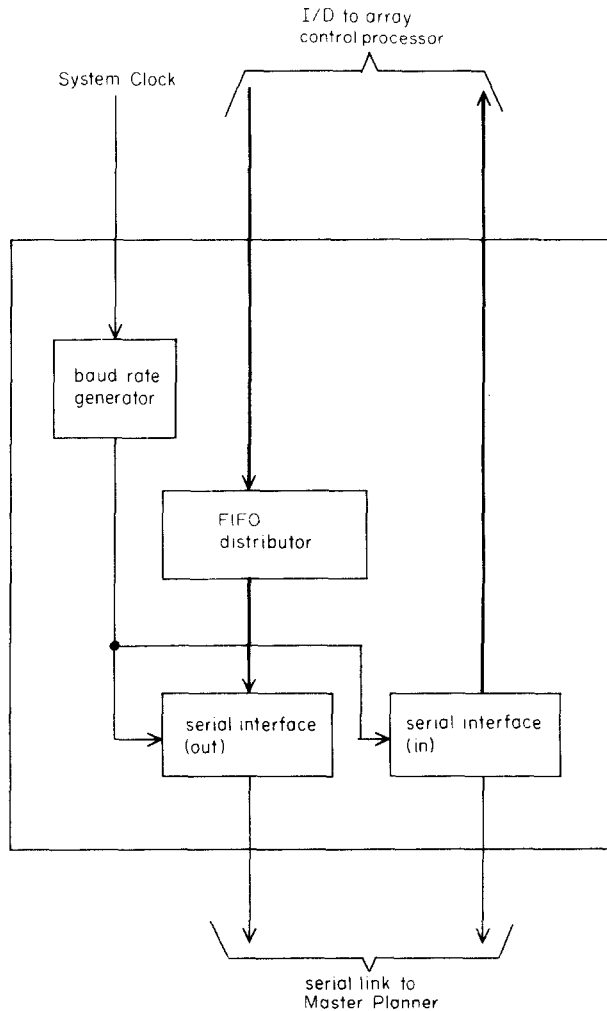 I/D to array
control processor
System Clock
baud rate
generator
FIFO
distributor
serial interface
(out)
serial interface
(in)
serial link to
Master Planner